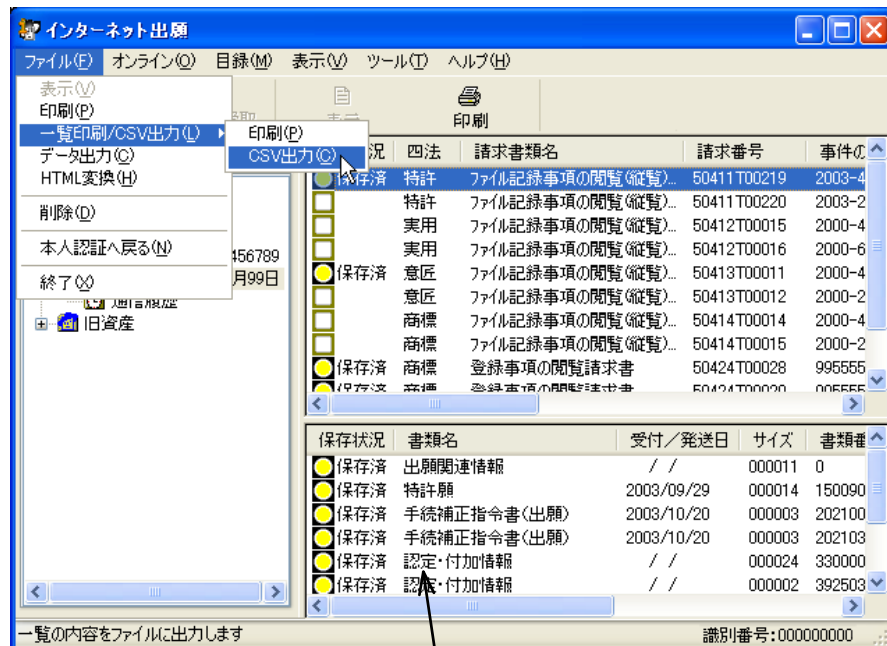 インターネット出願
ファイル(F) オンライン(O) 目録(M) 表示(V) ツール(T) ヘルプ(H)
表示(V)
印刷(P)
一覧印刷/CSV出力(L)
データ出力(C)
HTML変換(H)
削除(D)
本人認証へ戻る(N)
終了(X)
印刷(P)
CSV出力(C)
表示
印刷
456789
月99日
通信履歴
旧資産
況 四法 請求書類名 請求番号 事件の
保存済 特許 ファイル記録事項の閲覧(縦覧)... 50411T00219 2003-4
特許 ファイル記録事項の閲覧(縦覧)... 50411T00220 2003-2
実用 ファイル記録事項の閲覧(縦覧)... 50412T00015 2000-4
実用 ファイル記録事項の閲覧(縦覧)... 50412T00016 2000-6
保存済 意匠 ファイル記録事項の閲覧(縦覧)... 50413T00011 2000-4
意匠 ファイル記録事項の閲覧(縦覧)... 50413T00012 2000-2
商標 ファイル記録事項の閲覧(縦覧)... 50414T00014 2000-4
商標 ファイル記録事項の閲覧(縦覧)... 50414T00015 2000-2
保存済 商標 登録事項の閲覧請求書 50424T00028 995555
保存済 商標 登録事項の閲覧請求書
保存状況 書類名 受付/発送日 サイズ 書類番
保存済 出願関連情報 / / 000011 0
保存済 特許願 2003/09/29 000014 150090
保存済 手続補正指令書(出願) 2003/10/20 000003 202100
保存済 手続補正指令書(出願) 2003/10/20 000003 202103
保存済 認定・付加情報 / / 000024 330000
保存済 認定・付加情報 / / 000002 392503
一覧の内容をファイルに出力します 識別番号:000000000